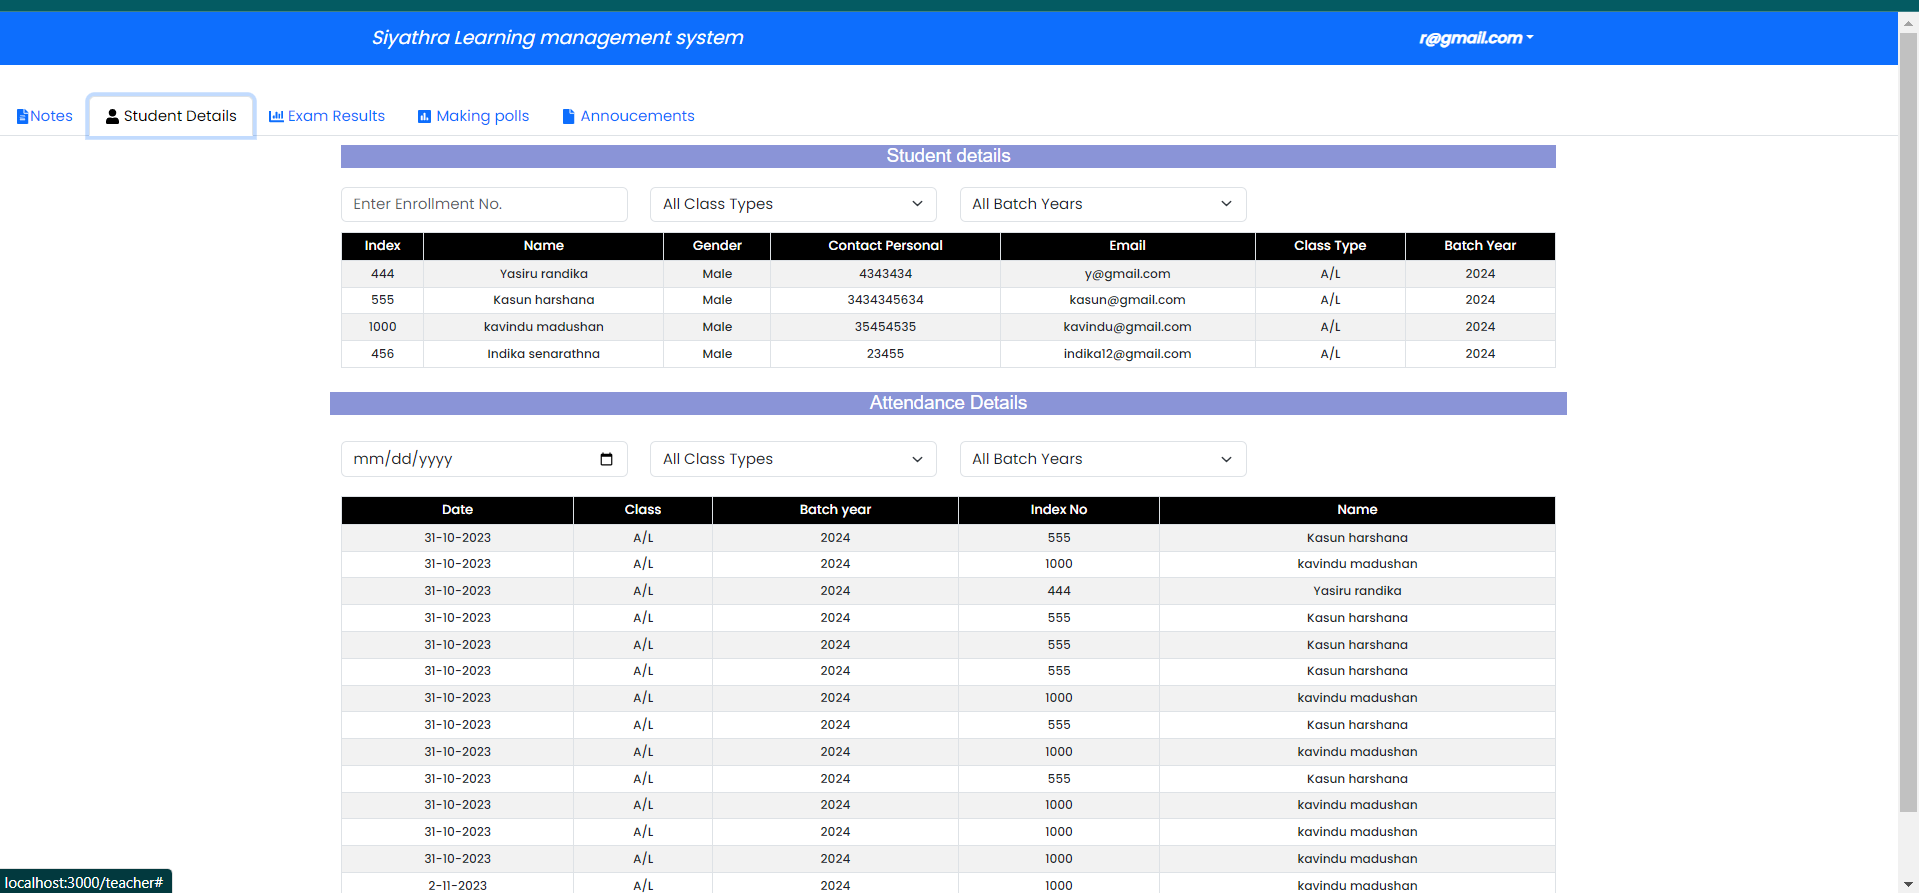 Siyathra Learning management system r@gmail.com
Notes Student Details Exam Results Making polls Annoucements
Student details
Enter Enrollment No. All Class Types All Batch Years
Index Name Gender Contact Personal Email Class Type Batch Year
444 Yasiru randika Male 4343434 y@gmail.com A/L 2024
555 Kasun harshana Male 3434345634 kasun@gmail.com A/L 2024
1000 kavindu madushan Male 35454535 kavindu@gmail.com A/L 2024
456 Indika senarathna Male 23455 indika12@gmail.com A/L 2024
Attendance Details
mm/dd/yyyy All Class Types All Batch Years
Date Class Batch year Index No Name
31-10-2023 A/L 2024 555 Kasun harshana
31-10-2023 A/L 2024 1000 kavindu madushan
31-10-2023 A/L 2024 444 Yasiru randika
31-10-2023 A/L 2024 555 Kasun harshana
31-10-2023 A/L 2024 555 Kasun harshana
31-10-2023 A/L 2024 555 Kasun harshana
31-10-2023 A/L 2024 1000 kavindu madushan
31-10-2023 A/L 2024 555 Kasun harshana
31-10-2023 A/L 2024 1000 kavindu madushan
31-10-2023 A/L 2024 555 Kasun harshana
31-10-2023 A/L 2024 1000 kavindu madushan
31-10-2023 A/L 2024 1000 kavindu madushan
31-10-2023 A/L 2024 1000 kavindu madushan
2-11-2023 A/L 2024 1000 kavindu madushan
localhost:3000/teacher#